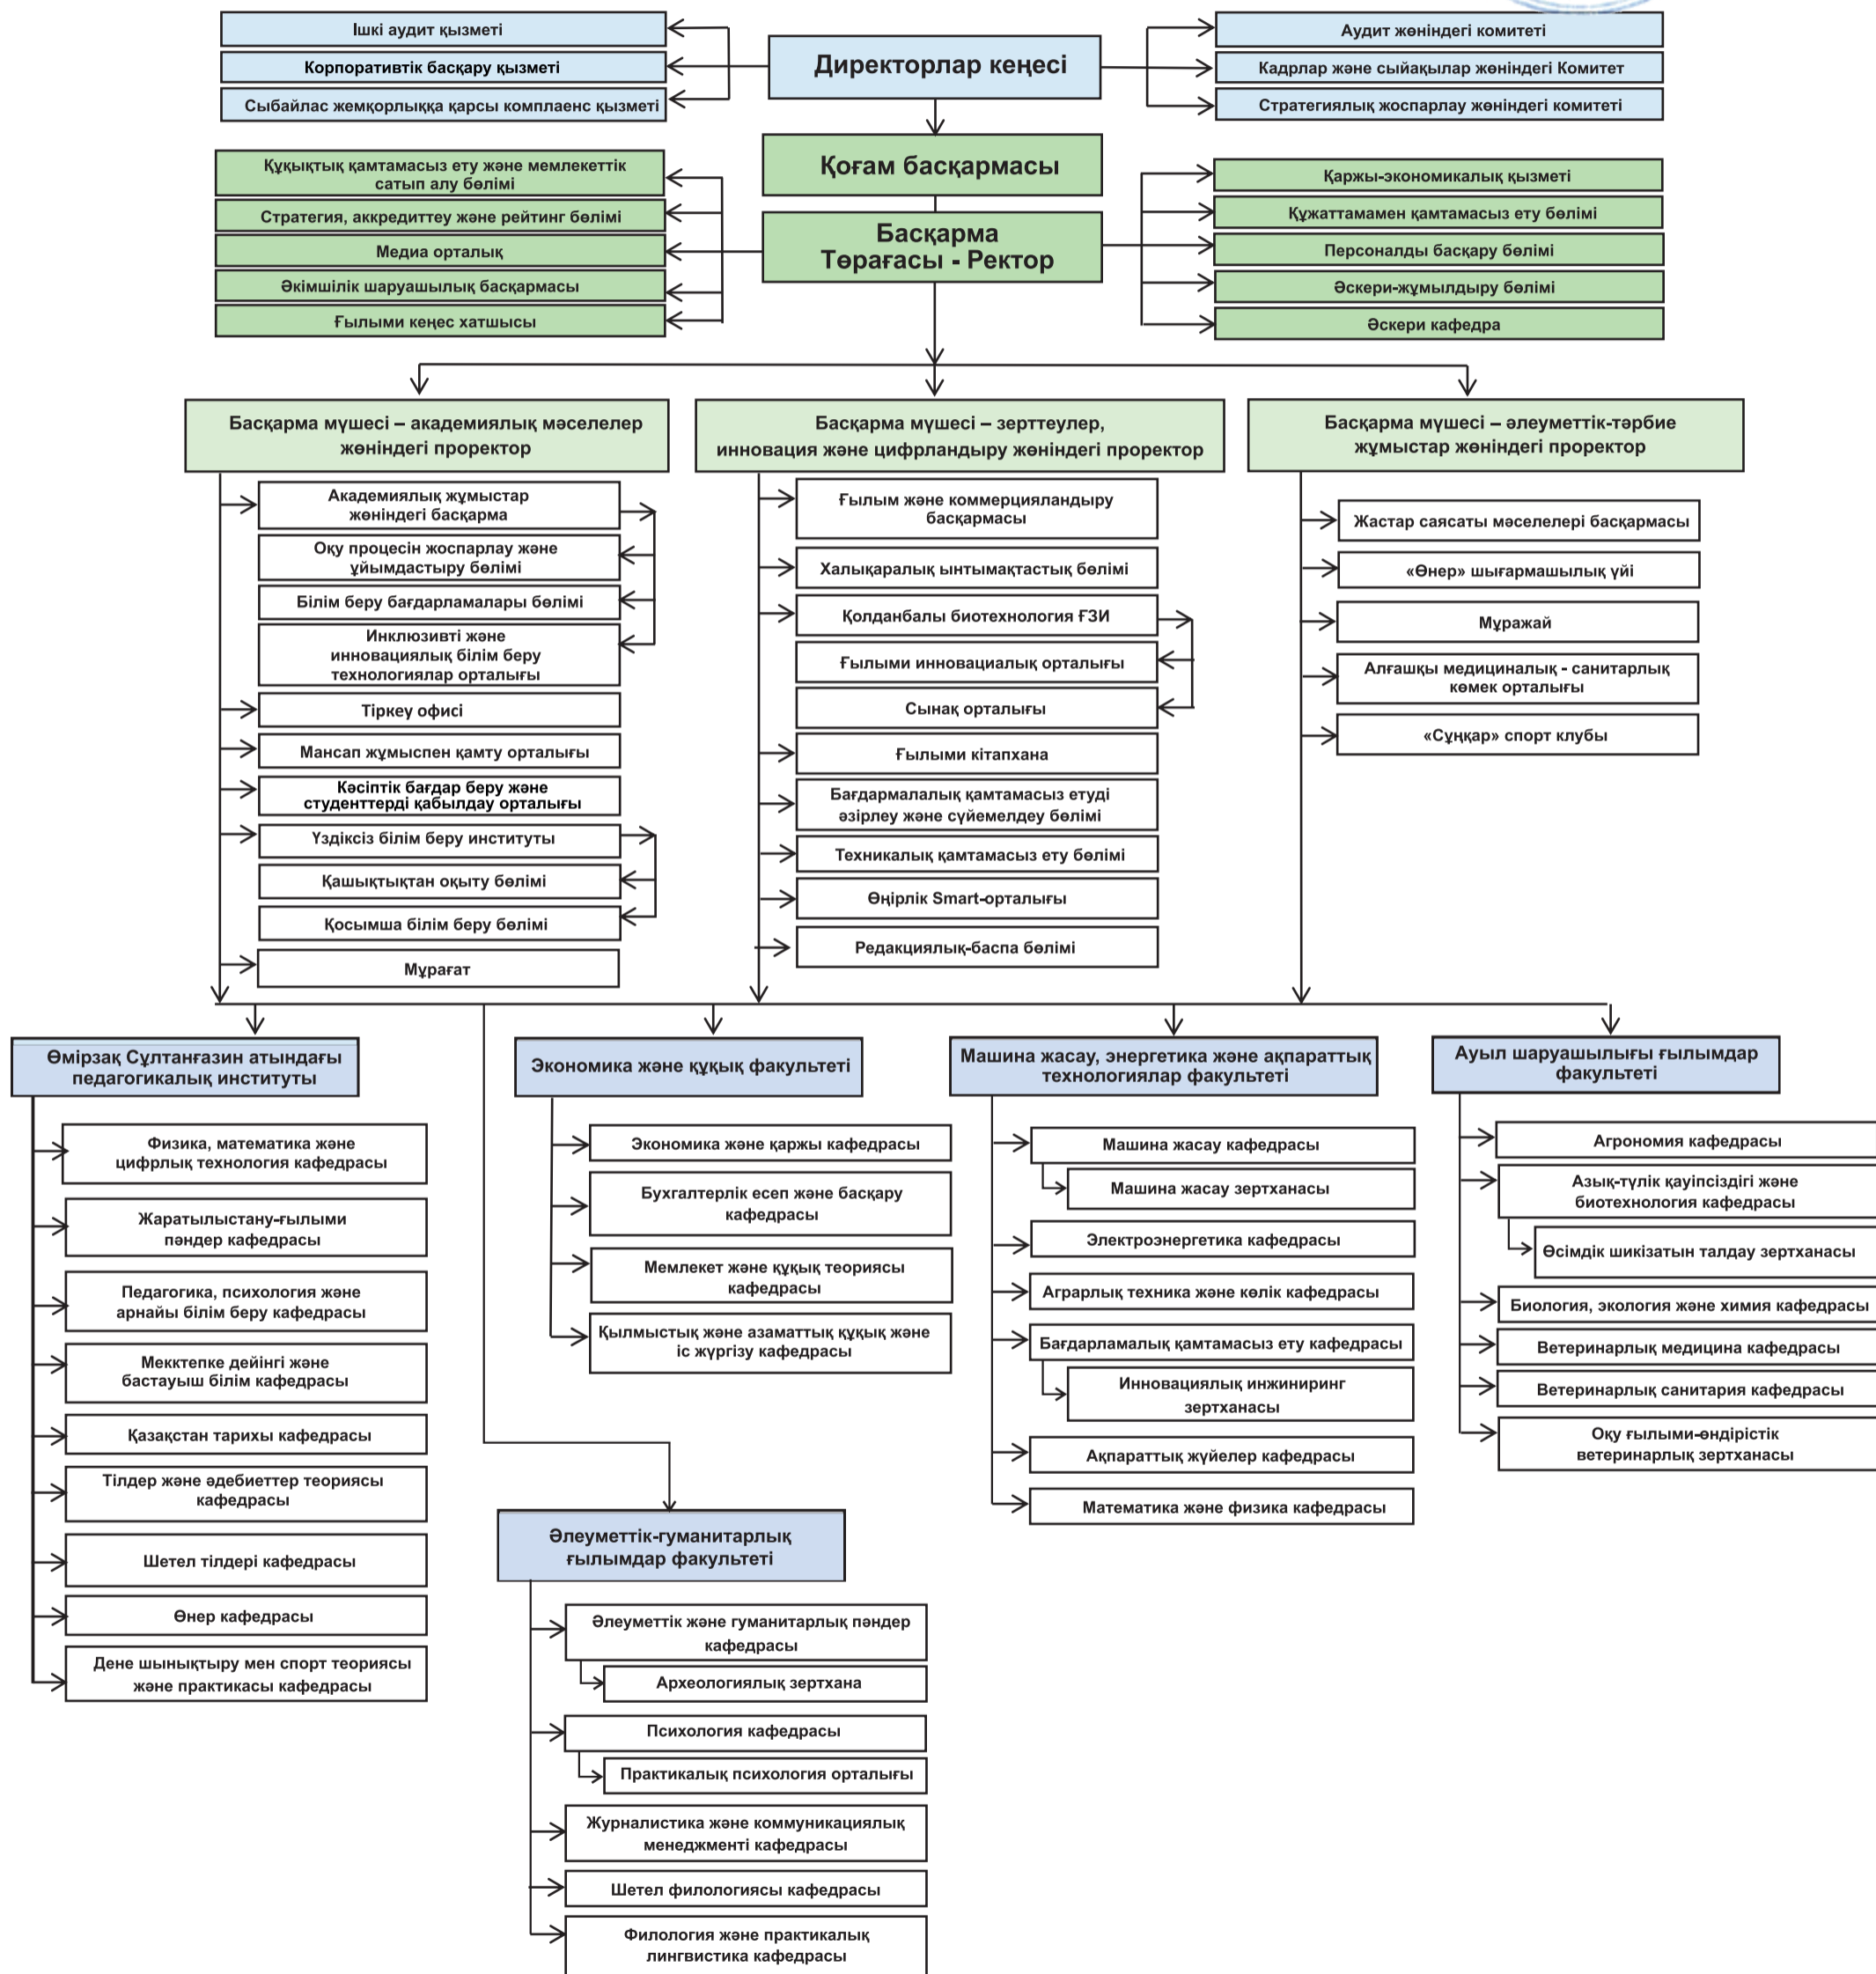 Ішкі аудит қызметі
Корпоративтік басқару қызметі
Сыбайлас жемқорлыққа қарсы комплаенс қызметі
Директорлар кеңесі
Аудит жөніндегі комитеті
Кадрлар және сыйақылар жөніндегі Комитет
Стратегиялық жоспарлау жөніндегі комитеті
Қоғам басқармасы
Басқарма
Төрағасы - Ректор
Құқықтық қамтамасыз ету және мемлекеттік
сатып алу бөлімі
Стратегия, аккредиттеу және рейтинг бөлімі
Медиа орталық
Әкімшілік шаруашылық басқармасы
Ғылыми кеңес хатшысы
Қаржы-экономикалық қызметі
Құжаттамамен қамтамасыз ету бөлімі
Персоналды басқару бөлімі
Әскери-жұмылдыру бөлімі
Әскери кафедра
Басқарма мүшесі – академиялық мәселелер
жөніндегі проректор
Академиялық жұмыстар
жөніндегі басқарма
Оқу процесін жоспарлау және
ұйымдастыру бөлімі
Білім беру бағдарламалары бөлімі
Инклюзивті және
инновациялық білім беру
технологиялар орталығы
Тіркеу офисі
Мансап жұмыспен қамту орталығы
Кәсіптік бағдар беру және
студенттерді қабылдау орталығы
Үздіксіз білім беру институты
Қашықтықтан оқыту бөлімі
Қосымша білім беру бөлімі
Мұрағат
Басқарма мүшесі – зерттеулер,
инновация және цифрландыру жөніндегі проректор
Ғылым және коммерцияландыру
басқармасы
Халықаралық ынтымақтастық бөлімі
Қолданбалы биотехнология ҒЗИ
Ғылыми инновациалық орталығы
Сынақ орталығы
Ғылыми кітапхана
Бағдармалалық қамтамасыз етуді
әзірлеу және сүйемелдеу бөлімі
Техникалық қамтамасыз ету бөлімі
Өңірлік Smart-орталығы
Редакциялық-баспа бөлімі
Басқарма мүшесі – әлеуметтік-тәрбие
жұмыстар жөніндегі проректор
Жастар саясаты мәселелері басқармасы
«Өнер» шығармашылық үйі
Мұражай
Алғашқы медициналық - санитарлық
көмек орталығы
«Сұңқар» спорт клубы
Өмірзақ Сұлтанғазин атындағы
педагогикалық институты
Физика, математика және
цифрлық технология кафедрасы
Жаратылыстану-ғылыми
пәндер кафедрасы
Педагогика, психология және
арнайы білім беру кафедрасы
Мекктепке дейінгі және
бастауыш білім кафедрасы
Қазақстан тарихы кафедрасы
Тілдер және әдебиеттер теориясы
кафедрасы
Шетел тілдері кафедрасы
Өнер кафедрасы
Дене шынықтыру мен спорт теориясы
және практикасы кафедрасы
Экономика және құқық факультеті
Экономика және қаржы кафедрасы
Бухгалтерлік есеп және басқару
кафедрасы
Мемлекет және құқық теориясы
кафедрасы
Қылмыстық және азаматтық құқық және
іс жүргізу кафедрасы
Әлеуметтік-гуманитарлық
ғылымдар факультеті
Әлеуметтік және гуманитарлық пәндер
кафедрасы
Археологиялық зертхана
Психология кафедрасы
Практикалық психология орталығы
Журналистика және коммуникациялық
менеджменті кафедрасы
Шетел филологиясы кафедрасы
Филология және практикалық
лингвистика кафедрасы
Машина жасау, энергетика және ақпараттық
технологиялар факультеті
Машина жасау кафедрасы
Машина жасау зертханасы
Электроэнергетика кафедрасы
Аграрлық техника және көлік кафедрасы
Бағдарламалық қамтамасыз ету кафедрасы
Инновациялық инжиниринг
зертханасы
Ақпараттық жүйелер кафедрасы
Математика және физика кафедрасы
Ауыл шаруашылығы ғылымдар
факультеті
Агрономия кафедрасы
Азық-түлік қауіпсіздігі және
биотехнология кафедрасы
Өсімдік шикізатын талдау зертханасы
Биология, экология және химия кафедрасы
Ветеринарлық медицина кафедрасы
Ветеринарлық санитария кафедрасы
Оқу ғылыми-өндірістік
ветеринарлық зертханасы